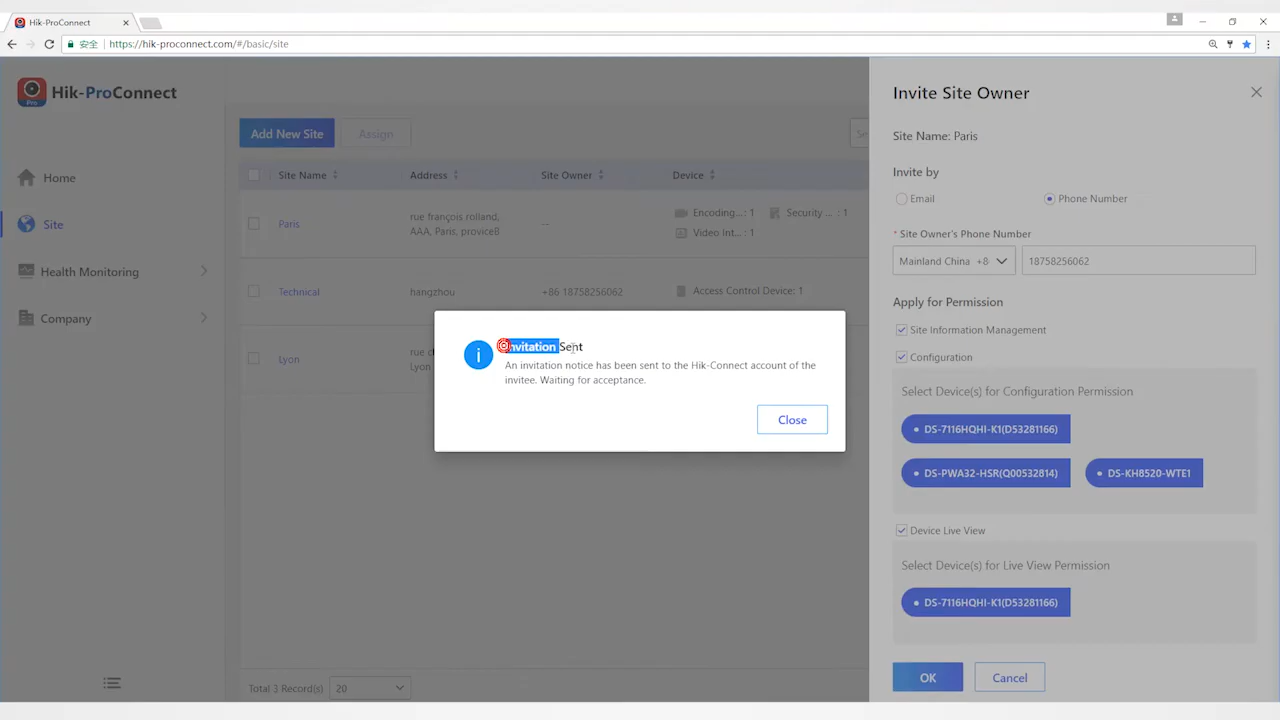 Hik-ProConnect
安全 https://hik-proconnect.com/#/basic/site
Pro
Hik-ProConnect
Home
Site
Health Monitoring
Company
Add New Site
Assign
Site Name
Address
Site Owner
Device
Paris
rue françois rolland,
AAA, Paris, province8
---
Encoding...: 1
Security ...: 1
Video Int...: 1
Technical
hangzhou
+86 18758256062
Access Control Device: 1
Lyon
Lyon
Total 3 Record(s)
20
Invitation Sent
An invitation notice has been sent to the Hik-Connect account of the
invitee. Waiting for acceptance.
Close
Invite Site Owner
Site Name: Paris
Invite by
Email
Phone Number
* Site Owner's Phone Number
Mainland China +8
18758256062
Apply for Permission
Site Information Management
Configuration
Select Device(s) for Configuration Permission
DS-7116HQHI-K1(D53281166)
DS-PWA32-HSR(Q00532814)
DS-KH8520-WTE1
Device Live View
Select Device(s) for Live View Permission
DS-7116HQHI-K1(D53281166)
OK
Cancel